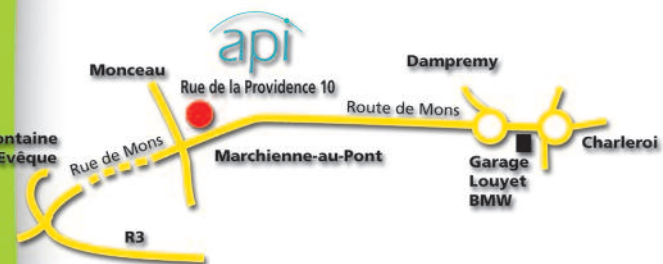 api
Monceau
Rue de la Providence 10
Dampremy
Route de Mons
Rue de Mons
Marchienne-au-Pont
Charleroi
Garage
Louyet
BMW
Evêque
R3